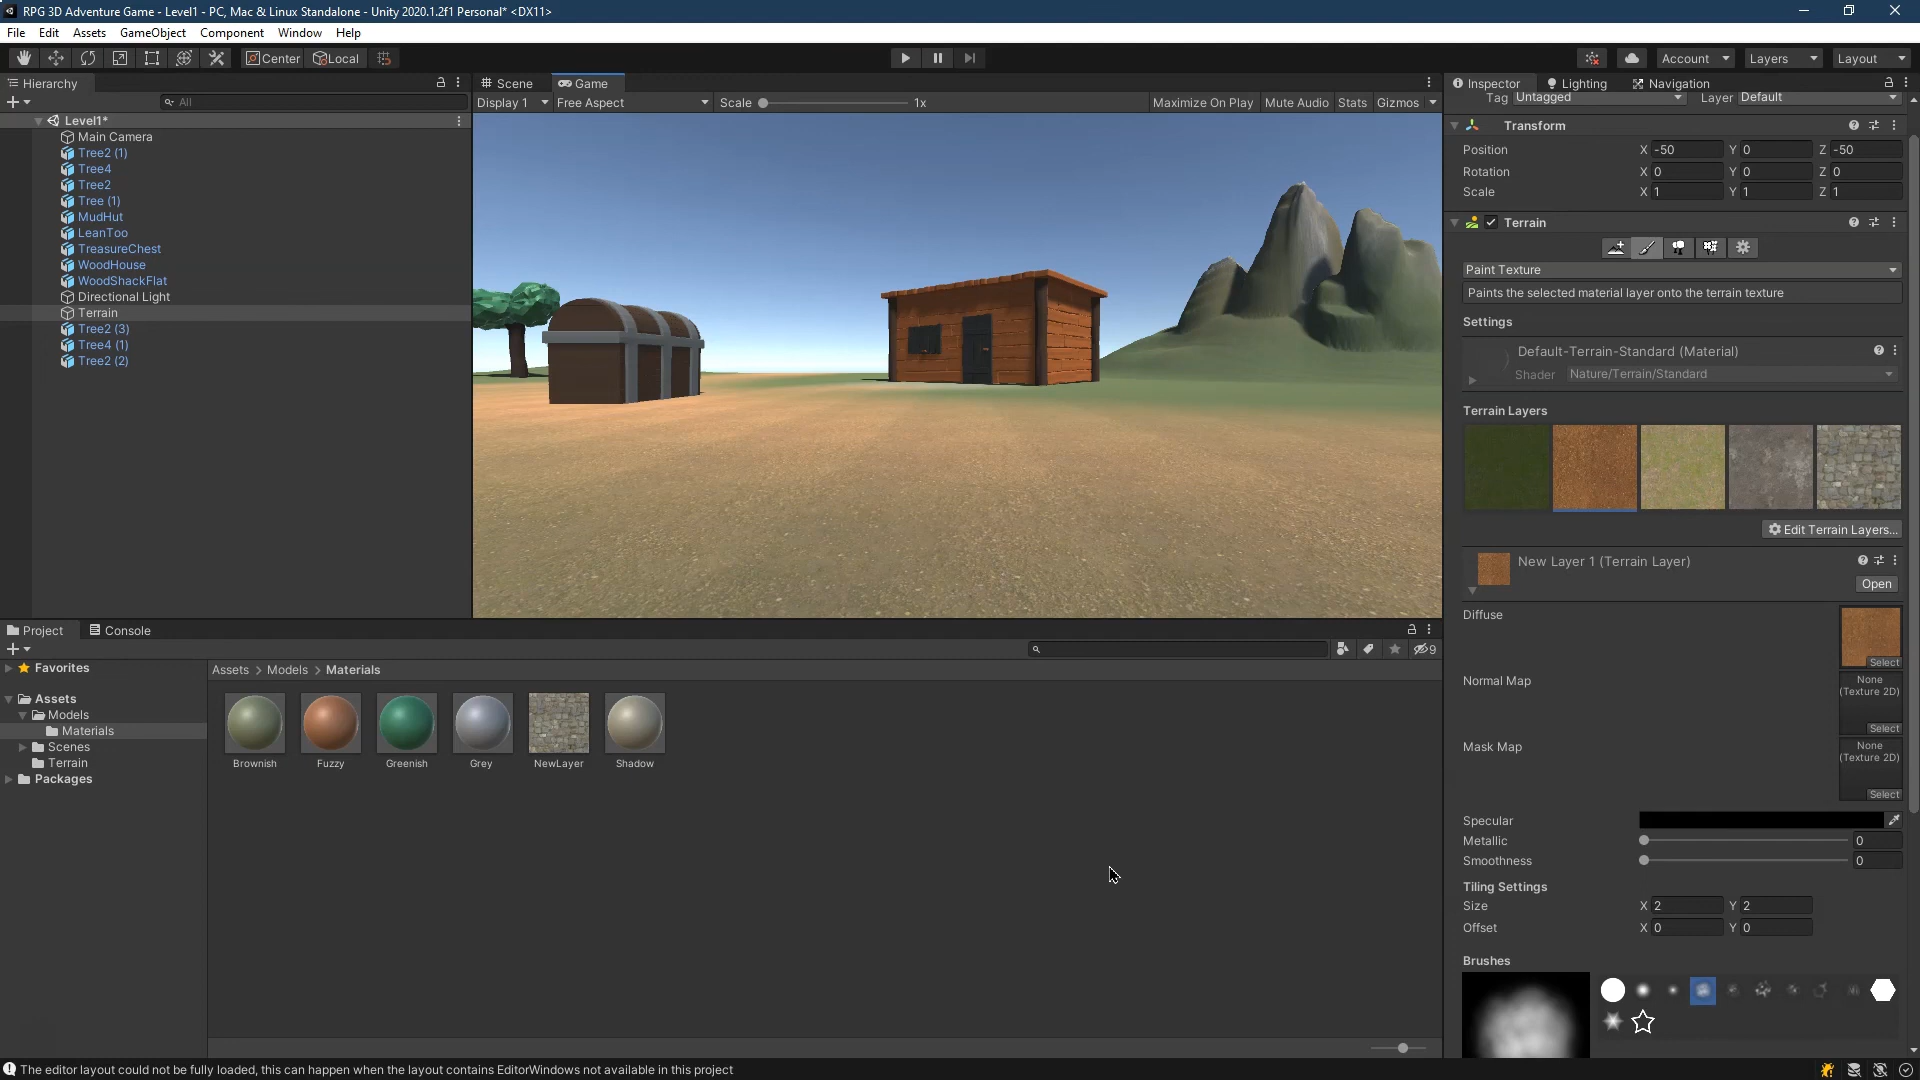 RPG 3D Adventure Game - Level1 - PC, Mac & Linux Standalone - Unity 2020.1.2f1 Personal* <DX11>
File Edit Assets GameObject Component Window Help
Center Local Account Layers Layout
Hierarchy
All
Level1*
Main Camera
Tree2 (1)
Tree4
Tree2
Tree (1)
MudHut
LeanToo
TreasureChest
WoodHouse
WoodShackFlat
Directional Light
Terrain
Tree2 (3)
Tree4 (1)
Tree2 (2)
Scene Game
Display 1 Free Aspect Scale 1x Maximize On Play Mute Audio Stats Gizmos
Inspector Lighting Navigation
Tag Untagged Layer Default
Transform
Position X -50 Y 0 Z -50
Rotation X 0 Y 0 Z 0
Scale X 1 Y 1 Z 1
Terrain
Paint Texture
Paints the selected material layer onto the terrain texture
Settings
Default-Terrain-Standard (Material)
Shader Nature/Terrain/Standard
Terrain Layers
Edit Terrain Layers...
New Layer 1 (Terrain Layer)
Open
Diffuse
Select
Normal Map
None
(Texture 2D)
Select
Mask Map
None
(Texture 2D)
Select
Specular
Metallic 0
Smoothness 0
Tiling Settings
Size X 2 Y 2
Offset X 0 Y 0
Brushes
Project Console
9
Favorites
Assets
Models
Materials
Scenes
Terrain
Packages
Assets > Models > Materials
Brownish Fuzzy Greenish Grey NewLayer Shadow
The editor layout could not be fully loaded, this can happen when the layout contains EditorWindows not available in this project